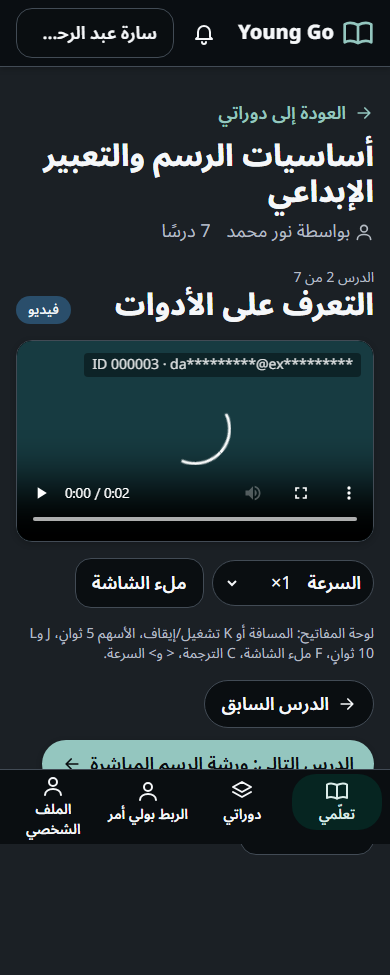 Young Go
سارة عبد الرحـ...
العودة إلى دوراتي
أساسيات الرسم والتعبير
الإبداعي
بواسطة نور محمد 7 درسًا
الدرس 2 من 7
التعرف على الأدوات
فيديو
ID 000003 · da*********@ex*********
0:00 / 0:02
السرعة 1×
ملء الشاشة
لوحة المفاتيح: المسافة أو K تشغيل/إيقاف، الأسهم 5 ثوانٍ، J وL
10 ثوانٍ، F ملء الشاشة، C الترجمة، < و> السرعة.
الدرس السابق
الدرس التالي: ورشة الرسم المباشرة
تعلّمي
دوراتي
الربط بولي أمر
الملف
الشخصي